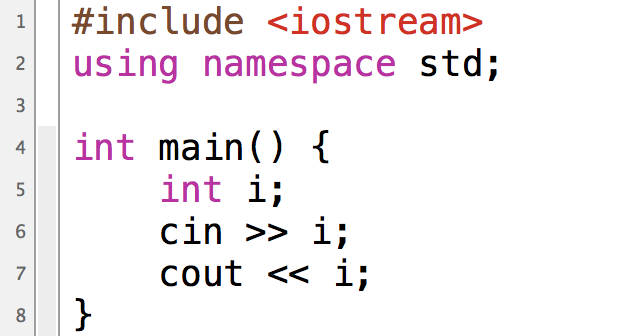 1 #include <iostream>
2 using namespace std;
3
4 int main() {
5     int i;
6     cin >> i;
7     cout << i;
8 }